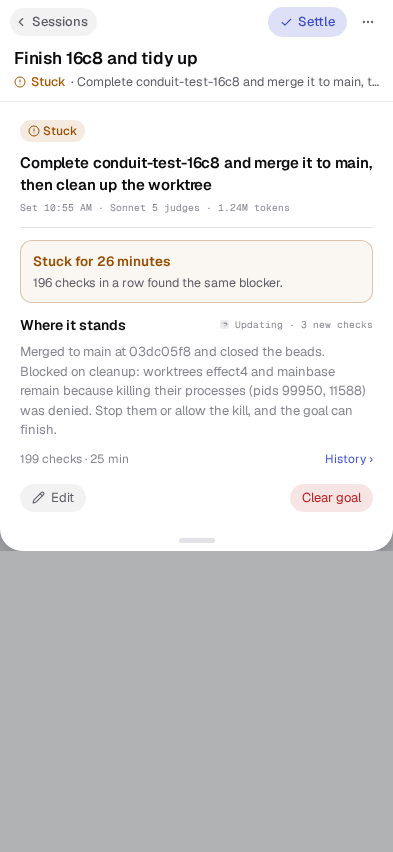 Sessions
Settle
Finish 16c8 and tidy up
Stuck · Complete conduit-test-16c8 and merge it to main, t…
Stuck
Complete conduit-test-16c8 and merge it to main,
then clean up the worktree
Set 10:55 AM · Sonnet 5 judges · 1.24M tokens
Stuck for 26 minutes
196 checks in a row found the same blocker.
Where it stands
Updating · 3 new checks
Merged to main at 03dc05f8 and closed the beads.
Blocked on cleanup: worktrees effect4 and mainbase
remain because killing their processes (pids 99950, 11588)
was denied. Stop them or allow the kill, and the goal can
finish.
199 checks · 25 min
History ›
Edit
Clear goal